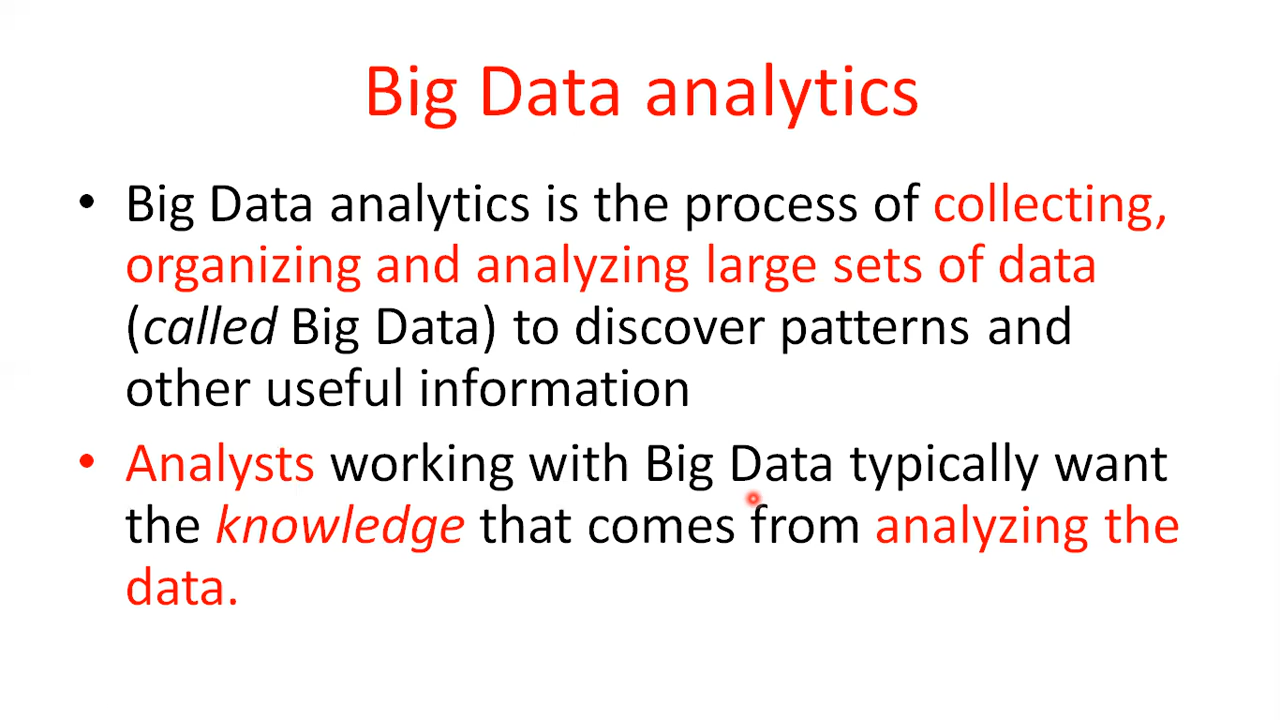 Big Data analytics
• Big Data analytics is the process of collecting,
organizing and analyzing large sets of data
(called Big Data) to discover patterns and
other useful information
• Analysts working with Big Data typically want
the knowledge that comes from analyzing the
data.